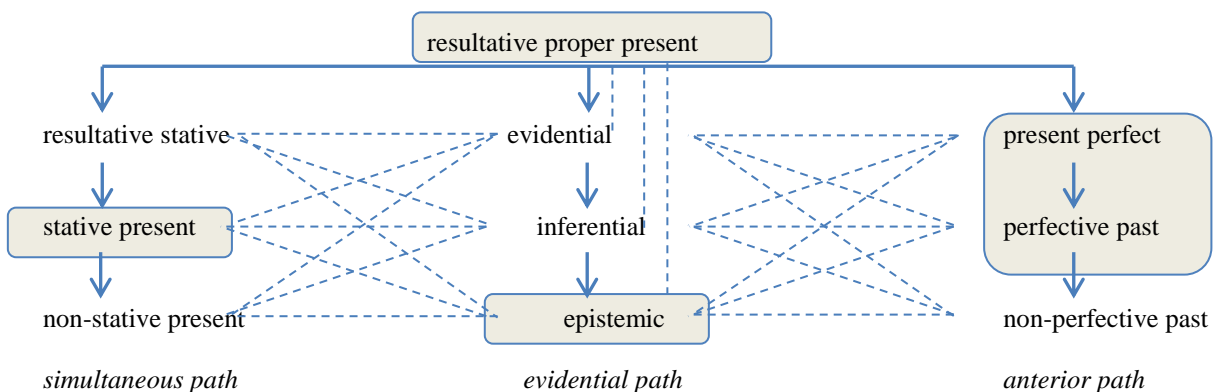 resultative proper present
resultative stative evidential present perfect
stative present inferential perfective past
non-stative present epistemic non-perfective past
simultaneous path evidential path anterior path